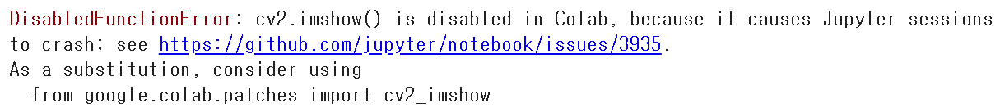 DisabledFunctionError: cv2.imshow() is disabled in Colab, because it causes Jupyter sessions
to crash; see https://github.com/jupyter/notebook/issues/3935.
As a substitution, consider using
  from google.colab.patches import cv2_imshow